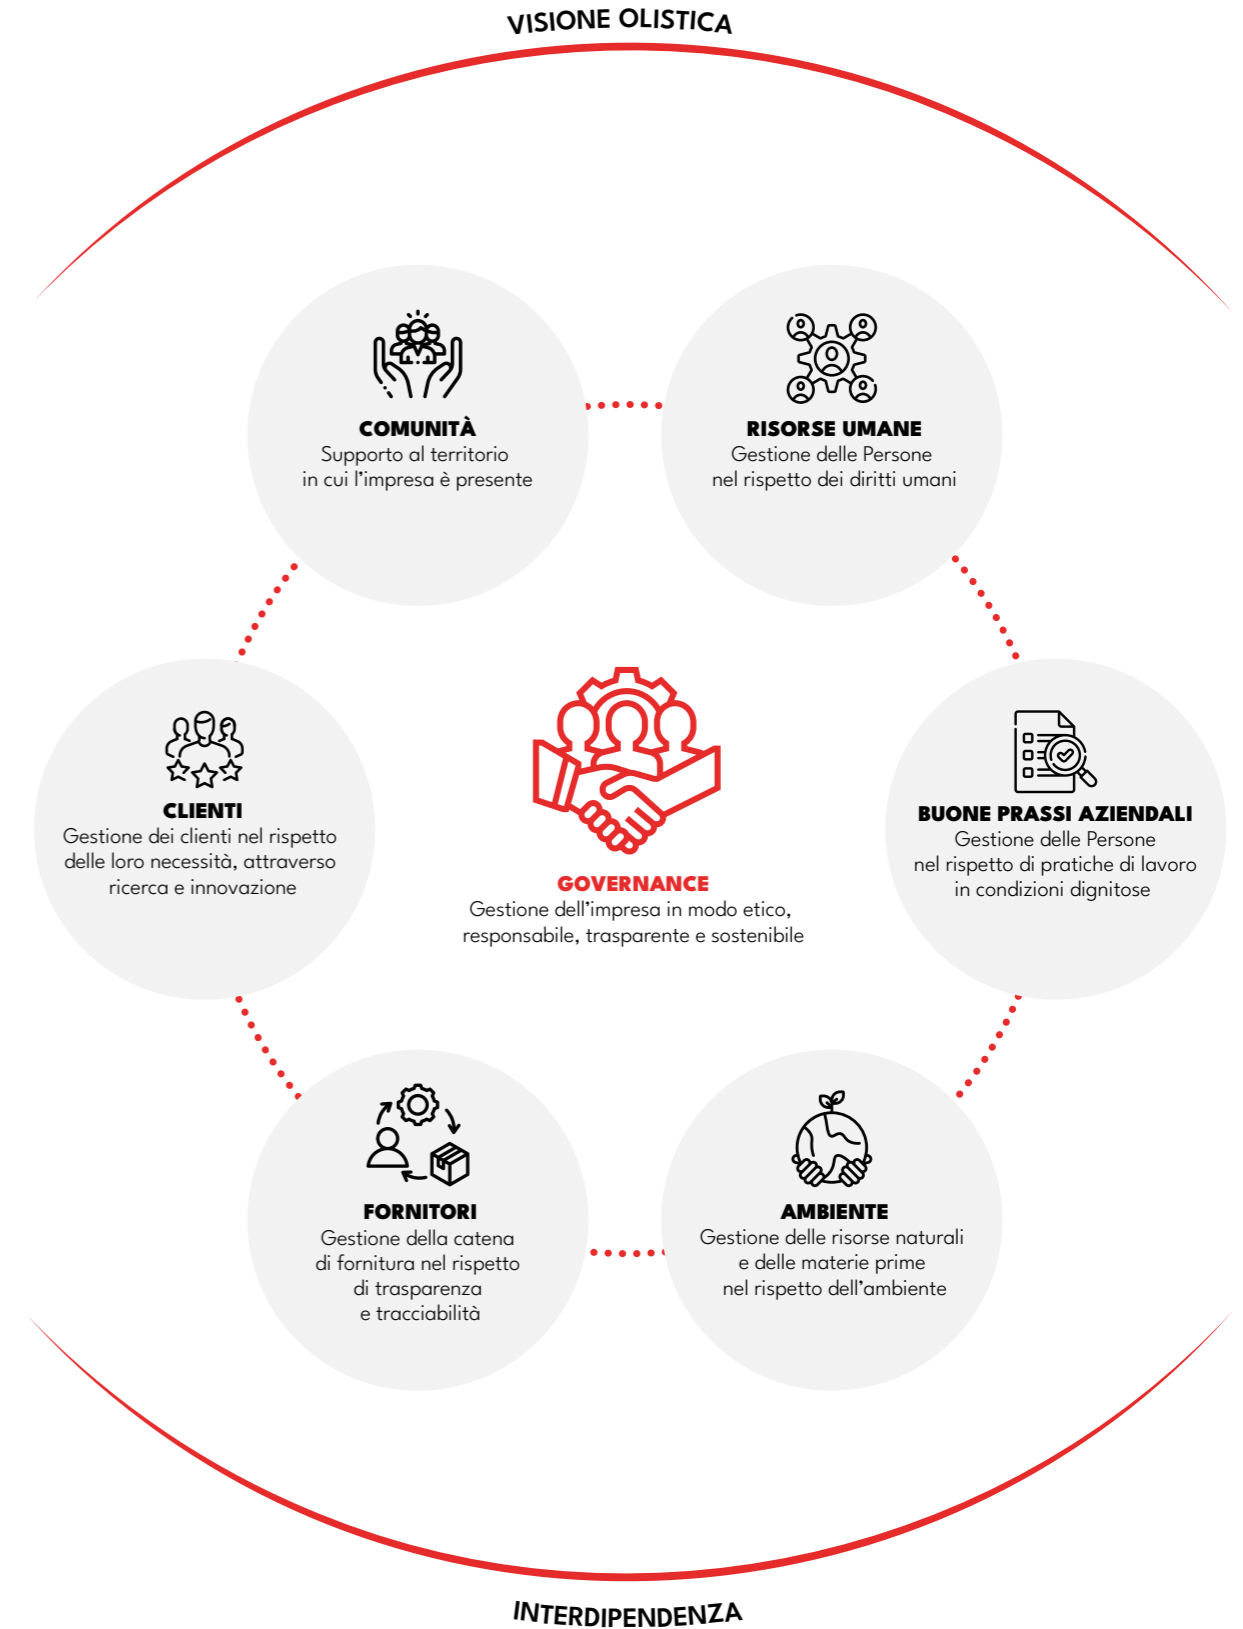 VISIONE OLISTICA
COMUNITÀ
Supporto al territorio
in cui l'impresa è presente
RISORSE UMANE
Gestione delle Persone
nel rispetto dei diritti umani
CLIENTI
Gestione dei clienti nel rispetto
delle loro necessità, attraverso
ricerca e innovazione
GOVERNANCE
Gestione dell'impresa in modo etico,
responsabile, trasparente e sostenibile
BUONE PRASSI AZIENDALI
Gestione delle Persone
nel rispetto di pratiche di lavoro
in condizioni dignitose
FORNITORI
Gestione della catena
di fornitura nel rispetto
di trasparenza
e tracciabilità
AMBIENTE
Gestione delle risorse naturali
e delle materie prime
nel rispetto dell'ambiente
INTERDIPENDENZA